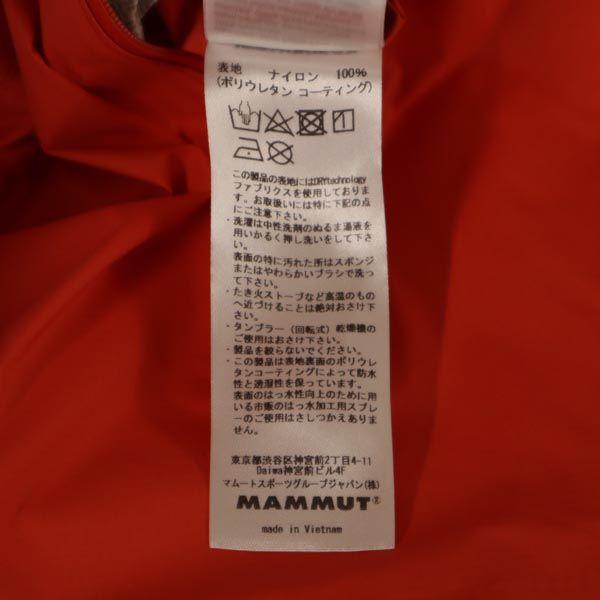 表地 ナイロン 100%
(ポリウレタン コーティング)
この製品の表地にはDRYtechnology
ファブリクスを使用しておりま
す。お取扱いには特に下記の点
にご注意下さい。
・洗濯は中性洗剤のぬるま湯液を
用いかるく押し洗いをして下さ
い。
表面の特に汚れた所はスポンジ
またはやわらかいブラシで洗っ
て下さい。
・たき火ストーブなど高温のもの
へ近づけることは絶対お避け下
さい。
・タンブラー（回転式）乾燥機の
ご使用はおさけ下さい。
・製品を絞らないでください。
・この製品は表地裏面のポリウレ
タンコーティングによって防水
性と透湿性を保っています。
表面のはっ水性向上のために用
いる市販のはっ水加工用スプレ
ーのご使用はさしつかえありま
せん。
東京都渋谷区神宮前2丁目4-11
Daiwa神宮前ビル4F
マムートスポーツグループジャパン(株)
MAMMUT®
made in Vietnam